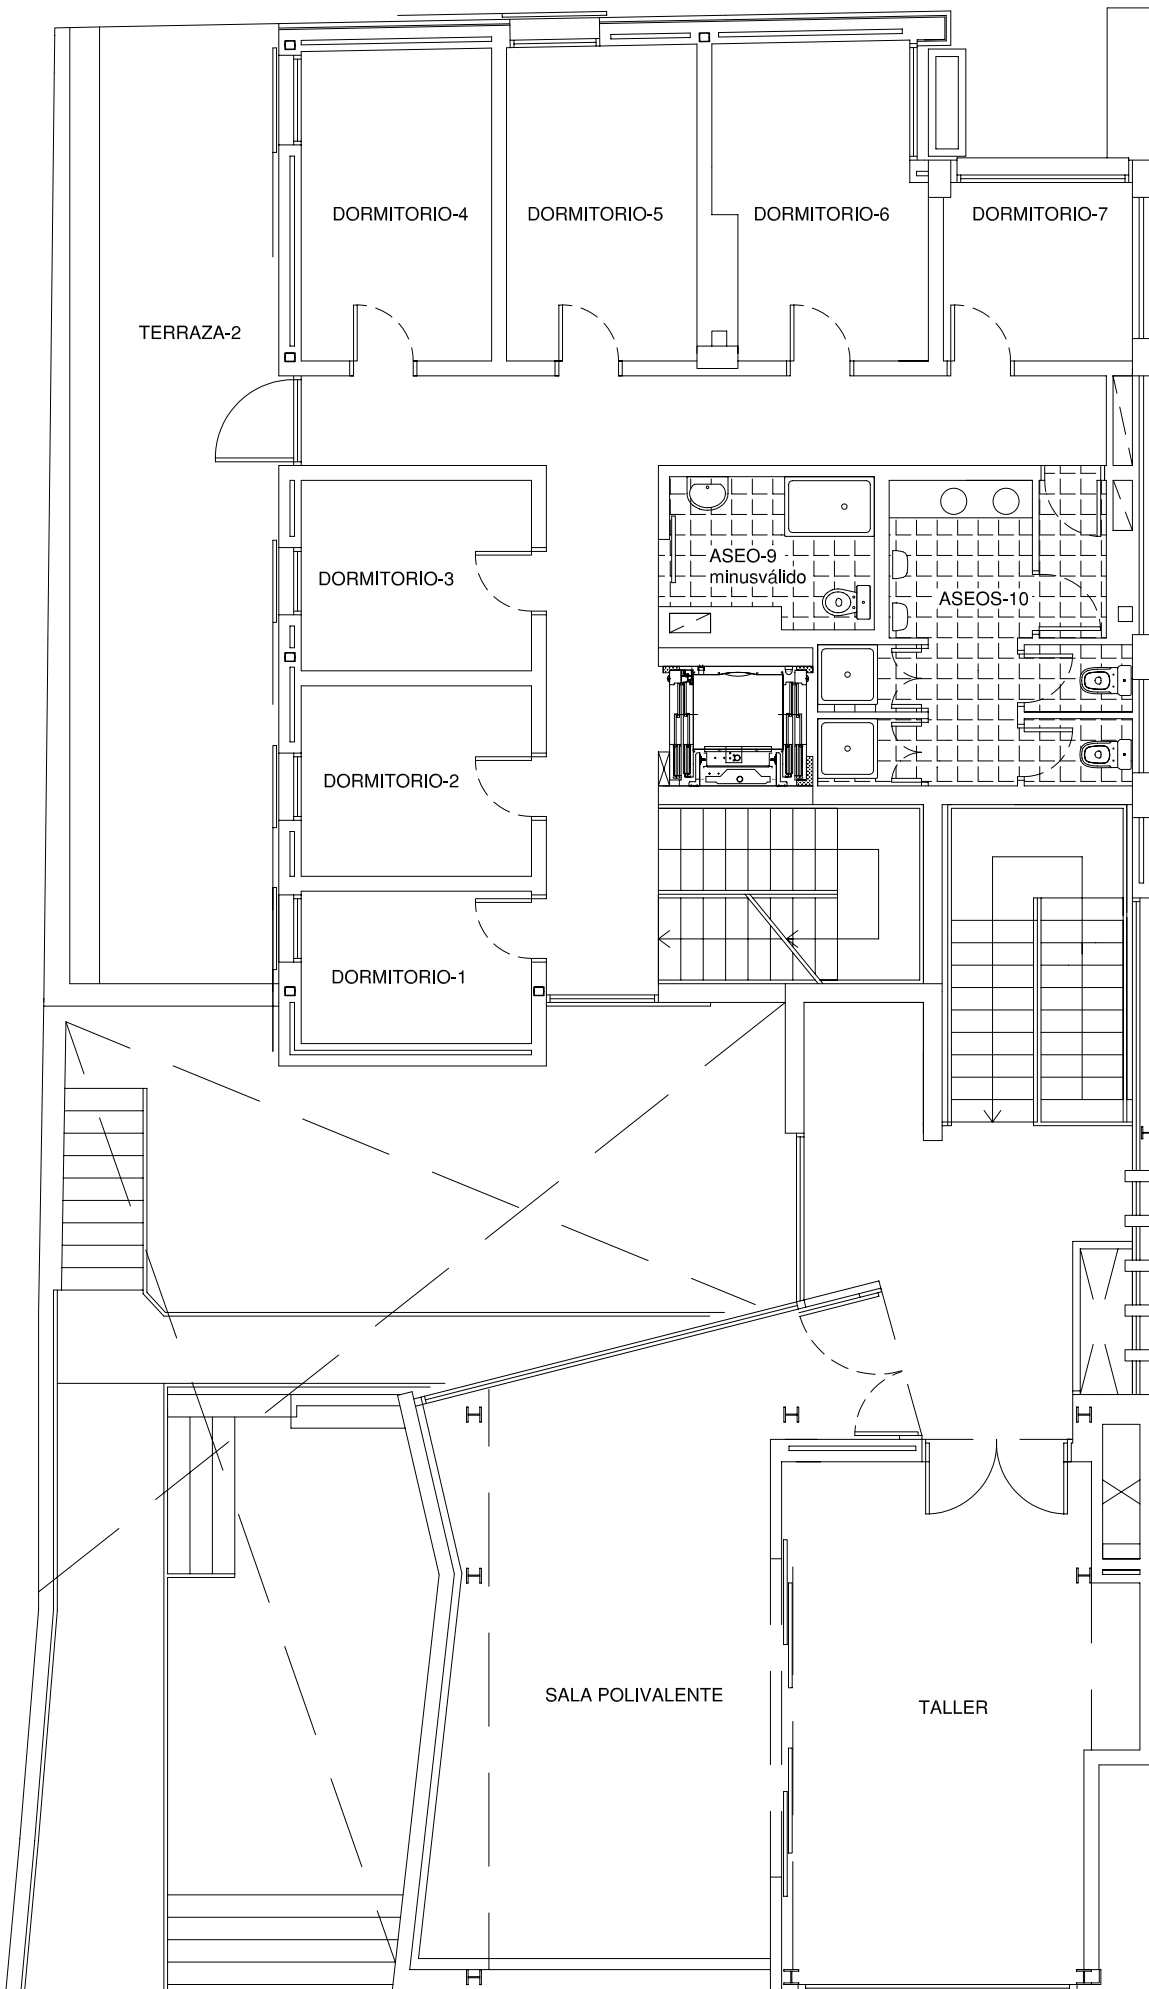 DORMITORIO-4
DORMITORIO-5
DORMITORIO-6
DORMITORIO-7
TERRAZA-2
ASEO-9
minusválido
DORMITORIO-3
ASEOS-10
DORMITORIO-2
DORMITORIO-1
SALA POLIVALENTE
TALLER